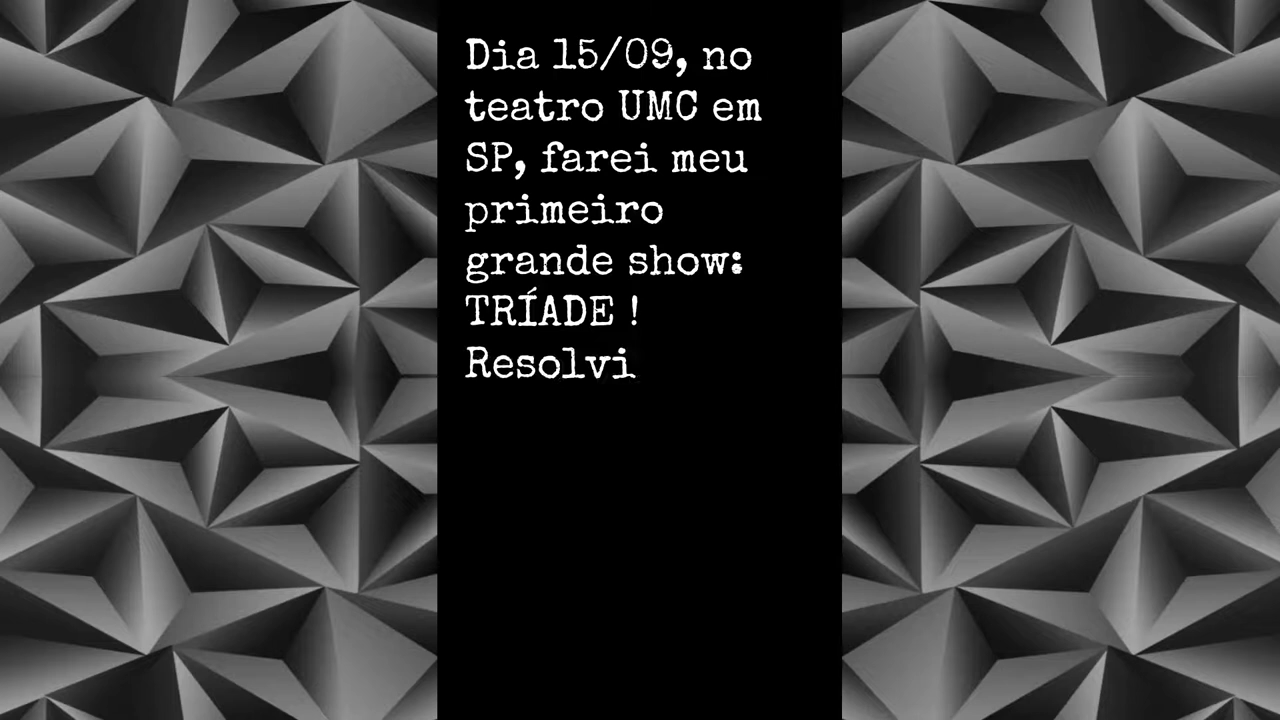 Dia 15/09, no
teatro UMC em
SP, farei meu
primeiro
grande show:
TRÍADE !
Resolvi